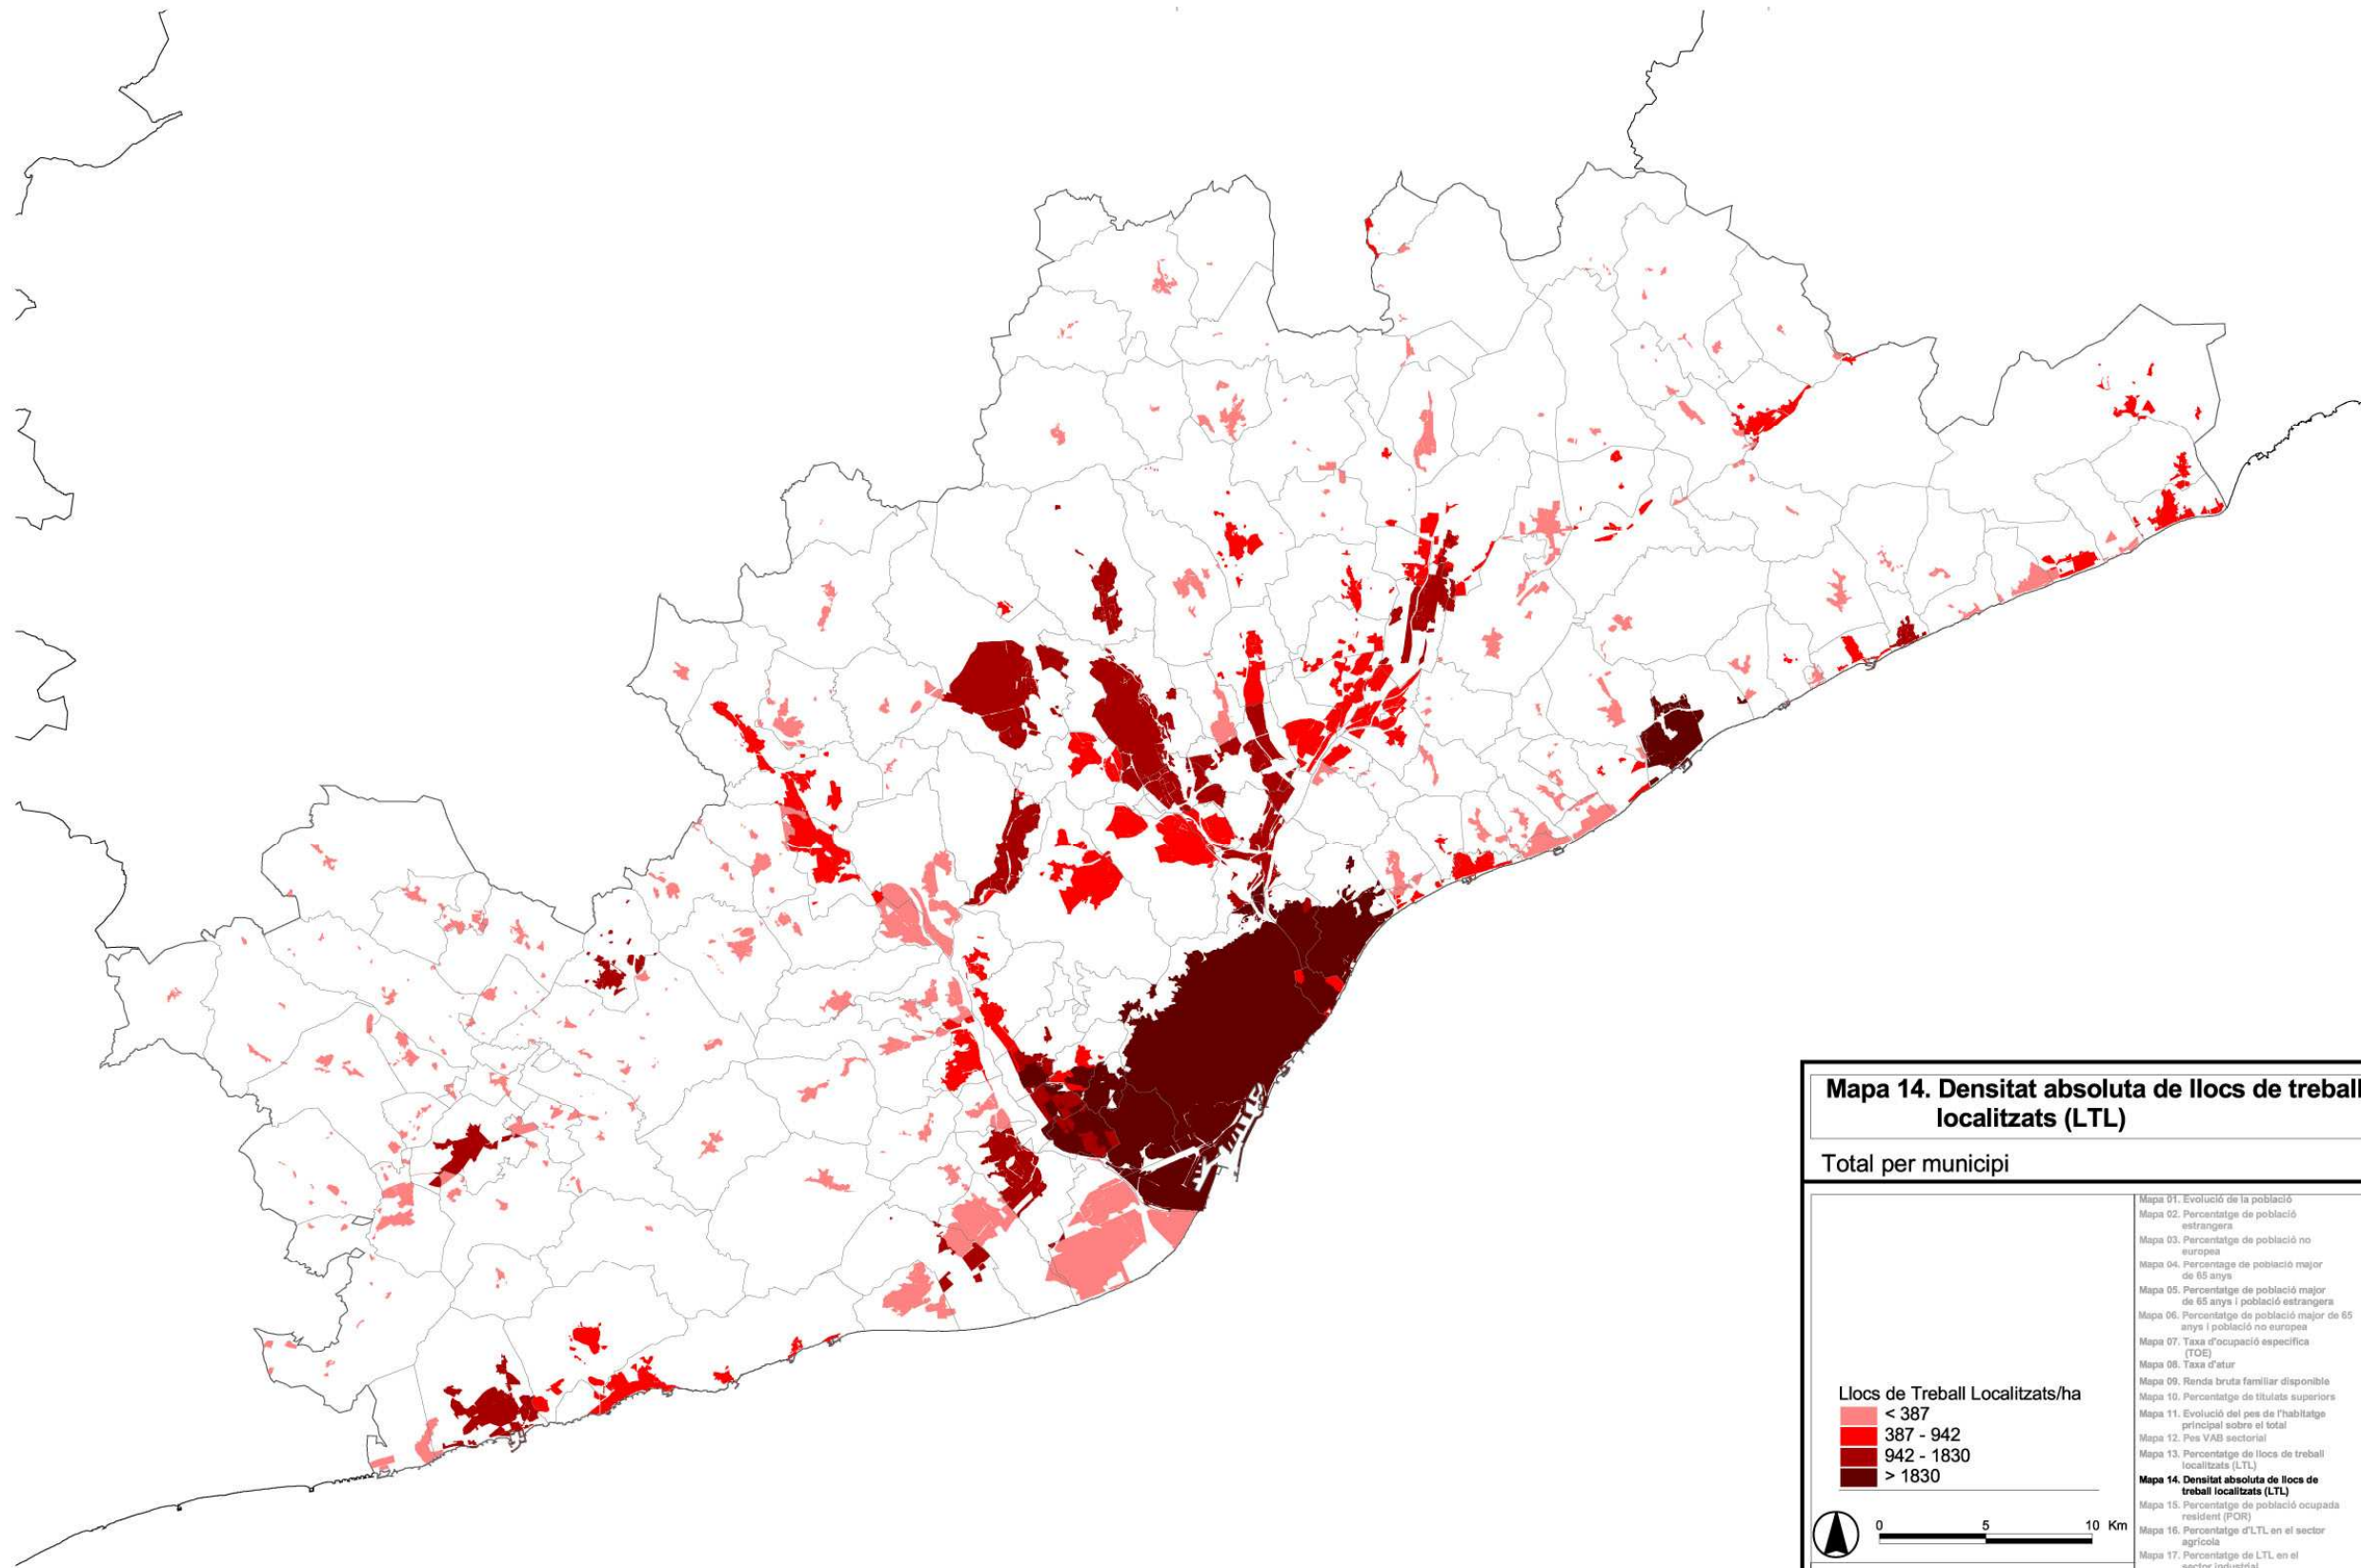 Mapa 14. Densitat absoluta de llocs de treball
localitzats (LTL)
Total per municipi
Mapa 01. Evolució de la població
Mapa 02. Percentatge de població
estrangera
Mapa 03. Percentatge de població no
europea
Mapa 04. Percentage de població major
de 65 anys
Mapa 05. Percentatge de població major
de 65 anys i població estrangera
Mapa 06. Percentatge de població major de 65
anys i població no europea
Mapa 07. Taxa d'ocupació específica
(TOE)
Mapa 08. Taxa d'atur
Mapa 09. Renda bruta familiar disponible
Mapa 10. Percentatge de titulats superiors
Mapa 11. Evolució del pes de l'habitatge
principal sobre el total
Mapa 12. Pes VAB sectorial
Mapa 13. Percentatge de llocs de treball
localitzats (LTL)
Mapa 14. Densitat absoluta de llocs de
treball localitzats (LTL)
Mapa 15. Percentatge de població ocupada
resident (POR)
Mapa 16. Percentatge d'LTL en el sector
agrícola
Mapa 17. Percentatge de LTL en el
sector industrial
Llocs de Treball Localitzats/ha
< 387
387 - 942
942 - 1830
> 1830
0 5 10 Km